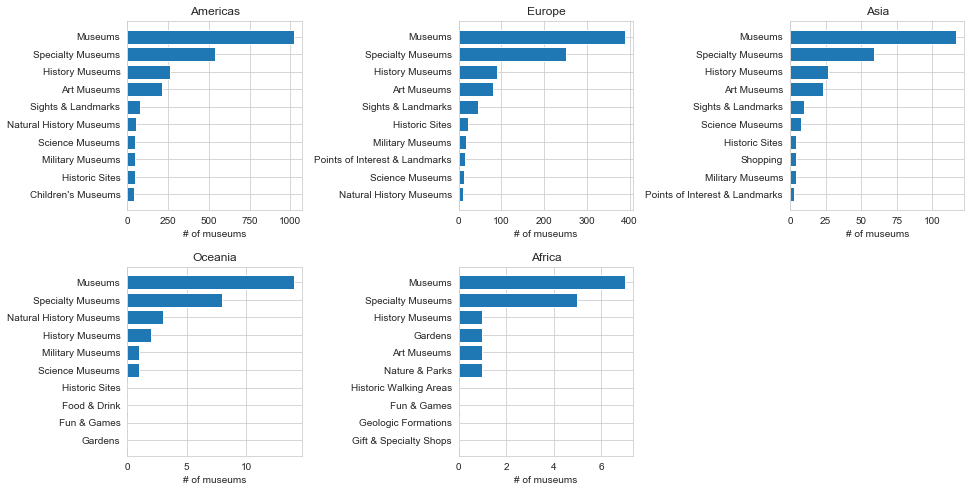 Americas
Museums
Specialty Museums
History Museums
Art Museums
Sights & Landmarks
Natural History Museums
Science Museums
Military Museums
Historic Sites
Children's Museums
0 250 500 750 1000
# of museums
Europe
Museums
Specialty Museums
History Museums
Art Museums
Sights & Landmarks
Historic Sites
Military Museums
Points of Interest & Landmarks
Science Museums
Natural History Museums
0 100 200 300 400
# of museums
Asia
Museums
Specialty Museums
History Museums
Art Museums
Sights & Landmarks
Science Museums
Historic Sites
Shopping
Military Museums
Points of Interest & Landmarks
0 25 50 75 100
# of museums
Oceania
Museums
Specialty Museums
Natural History Museums
History Museums
Military Museums
Science Museums
Historic Sites
Food & Drink
Fun & Games
Gardens
0 5 10
# of museums
Africa
Museums
Specialty Museums
History Museums
Gardens
Art Museums
Nature & Parks
Historic Walking Areas
Fun & Games
Geologic Formations
Gift & Specialty Shops
0 2 4 6
# of museums